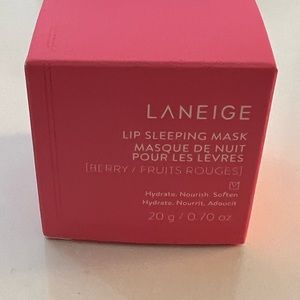 LANEIGE
LIP SLEEPING MASK
MASQUE DE NUIT
POUR LES LÈVRES
[BERRY / FRUITS ROUGES]
Hydrate. Nourish. Soften
Hydrate. Nourrit. Adoucit
20 g / 0.70 oz.